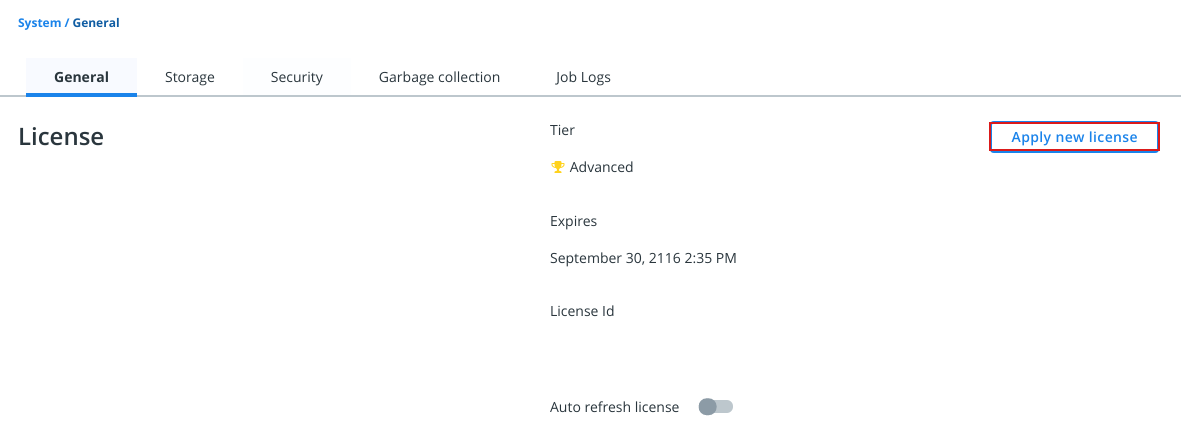 System / General
General Storage Security Garbage collection Job Logs
License
Tier
Apply new license
Advanced
Expires
September 30, 2116 2:35 PM
License Id
Auto refresh license